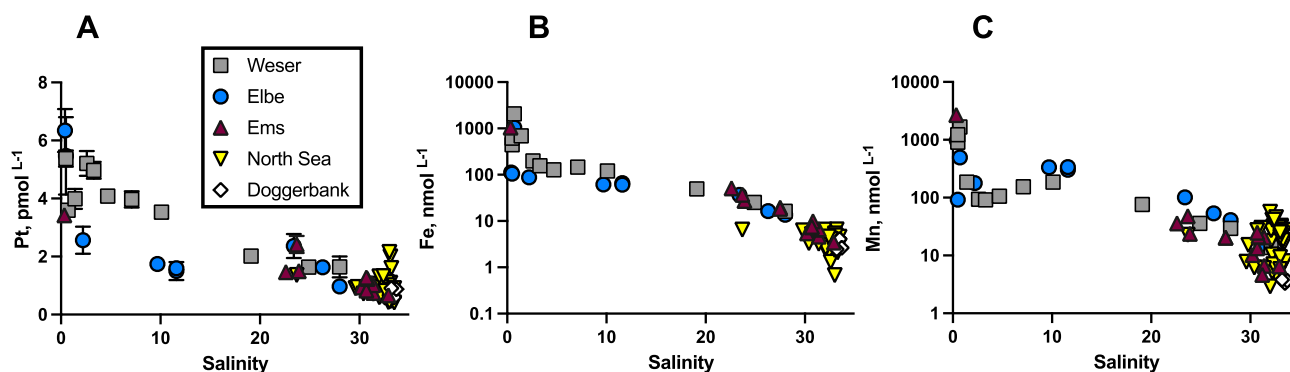 A
B
C
Weser
Elbe
Ems
North Sea
Doggerbank
Pt, pmol L-1
8
6
4
2
0
0
10
20
30
Salinity
Fe, nmol L-1
10000
1000
100
10
1
0.1
0
10
20
30
Salinity
Mn, nmol L-1
10000
1000
100
10
1
0
10
20
30
Salinity